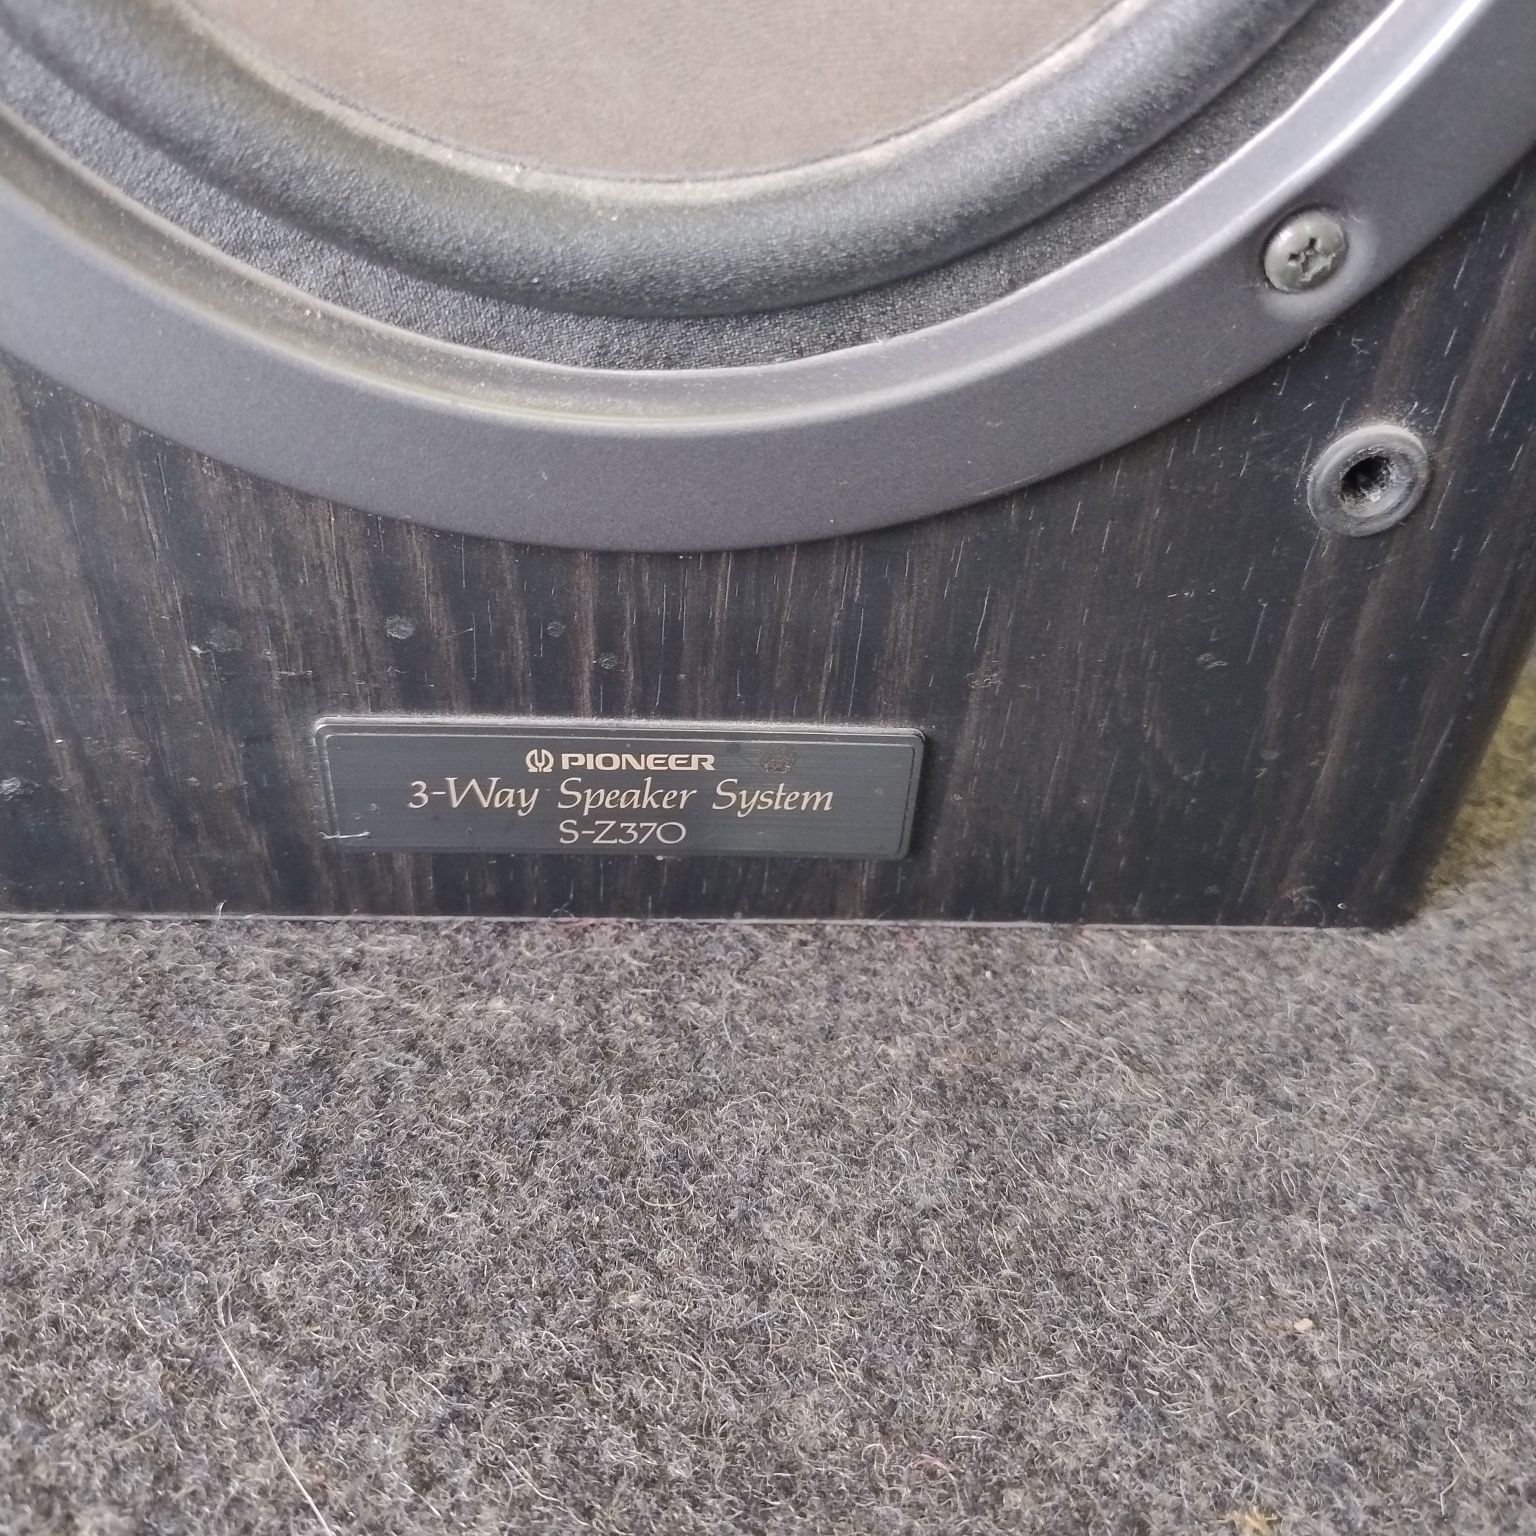 PIONEER
3-Way Speaker System
S-Z370